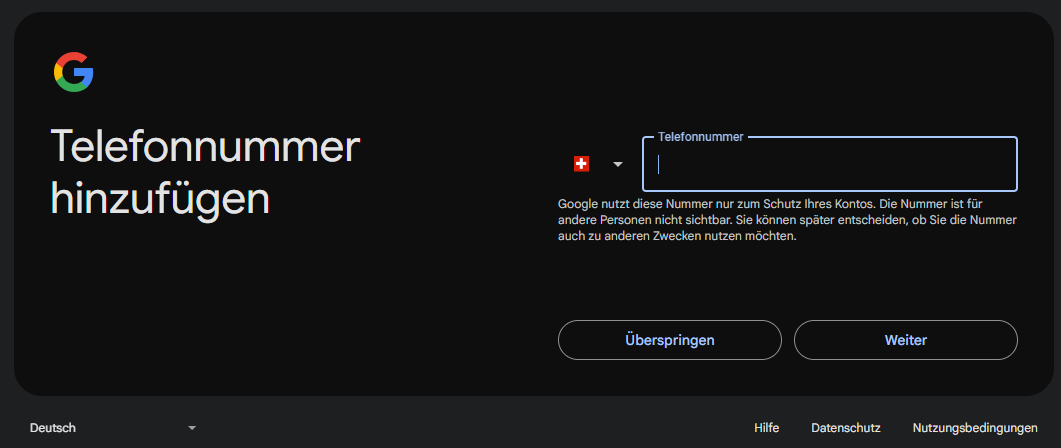 Telefonnummer
hinzufügen
Telefonnummer
Google nutzt diese Nummer nur zum Schutz Ihres Kontos. Die Nummer ist für
andere Personen nicht sichtbar. Sie können später entscheiden, ob Sie die Nummer
auch zu anderen Zwecken nutzen möchten.
Überspringen
Weiter
Deutsch
Hilfe
Datenschutz
Nutzungsbedingungen